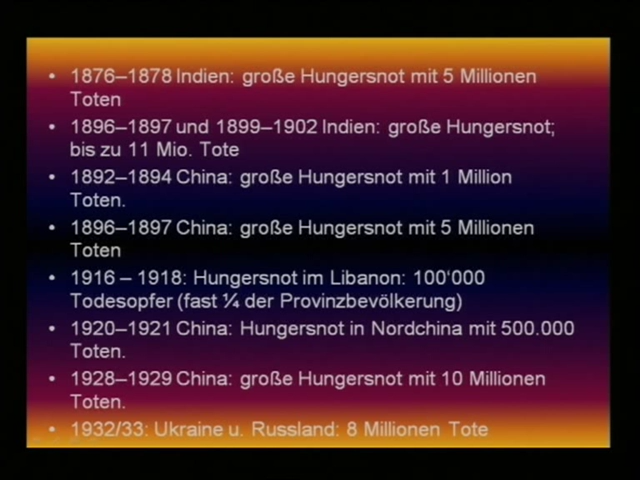 • 1876–1878 Indien: große Hungersnot mit 5 Millionen
Toten
• 1896–1897 und 1899–1902 Indien: große Hungersnot;
bis zu 11 Mio. Tote
• 1892–1894 China: große Hungersnot mit 1 Million
Toten.
• 1896–1897 China: große Hungersnot mit 5 Millionen
Toten
• 1916 – 1918: Hungersnot im Libanon: 100‘000
Todesopfer (fast ¼ der Provinzbevölkerung)
• 1920–1921 China: Hungersnot in Nordchina mit 500.000
Toten.
• 1928–1929 China: große Hungersnot mit 10 Millionen
Toten.
• 1932/33: Ukraine u. Russland: 8 Millionen Tote